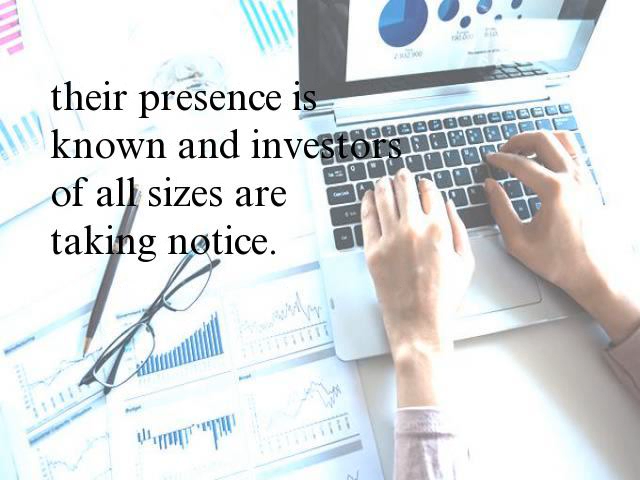 their presence is
known and investors
of all sizes are
taking notice.